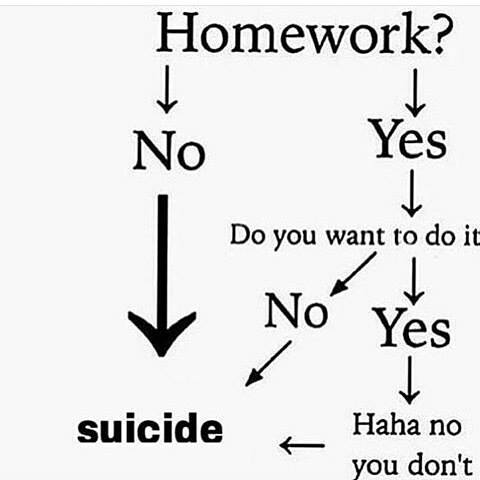 Homework?
No
Yes
Do you want to do it
No
Yes
suicide
Haha no
you don't